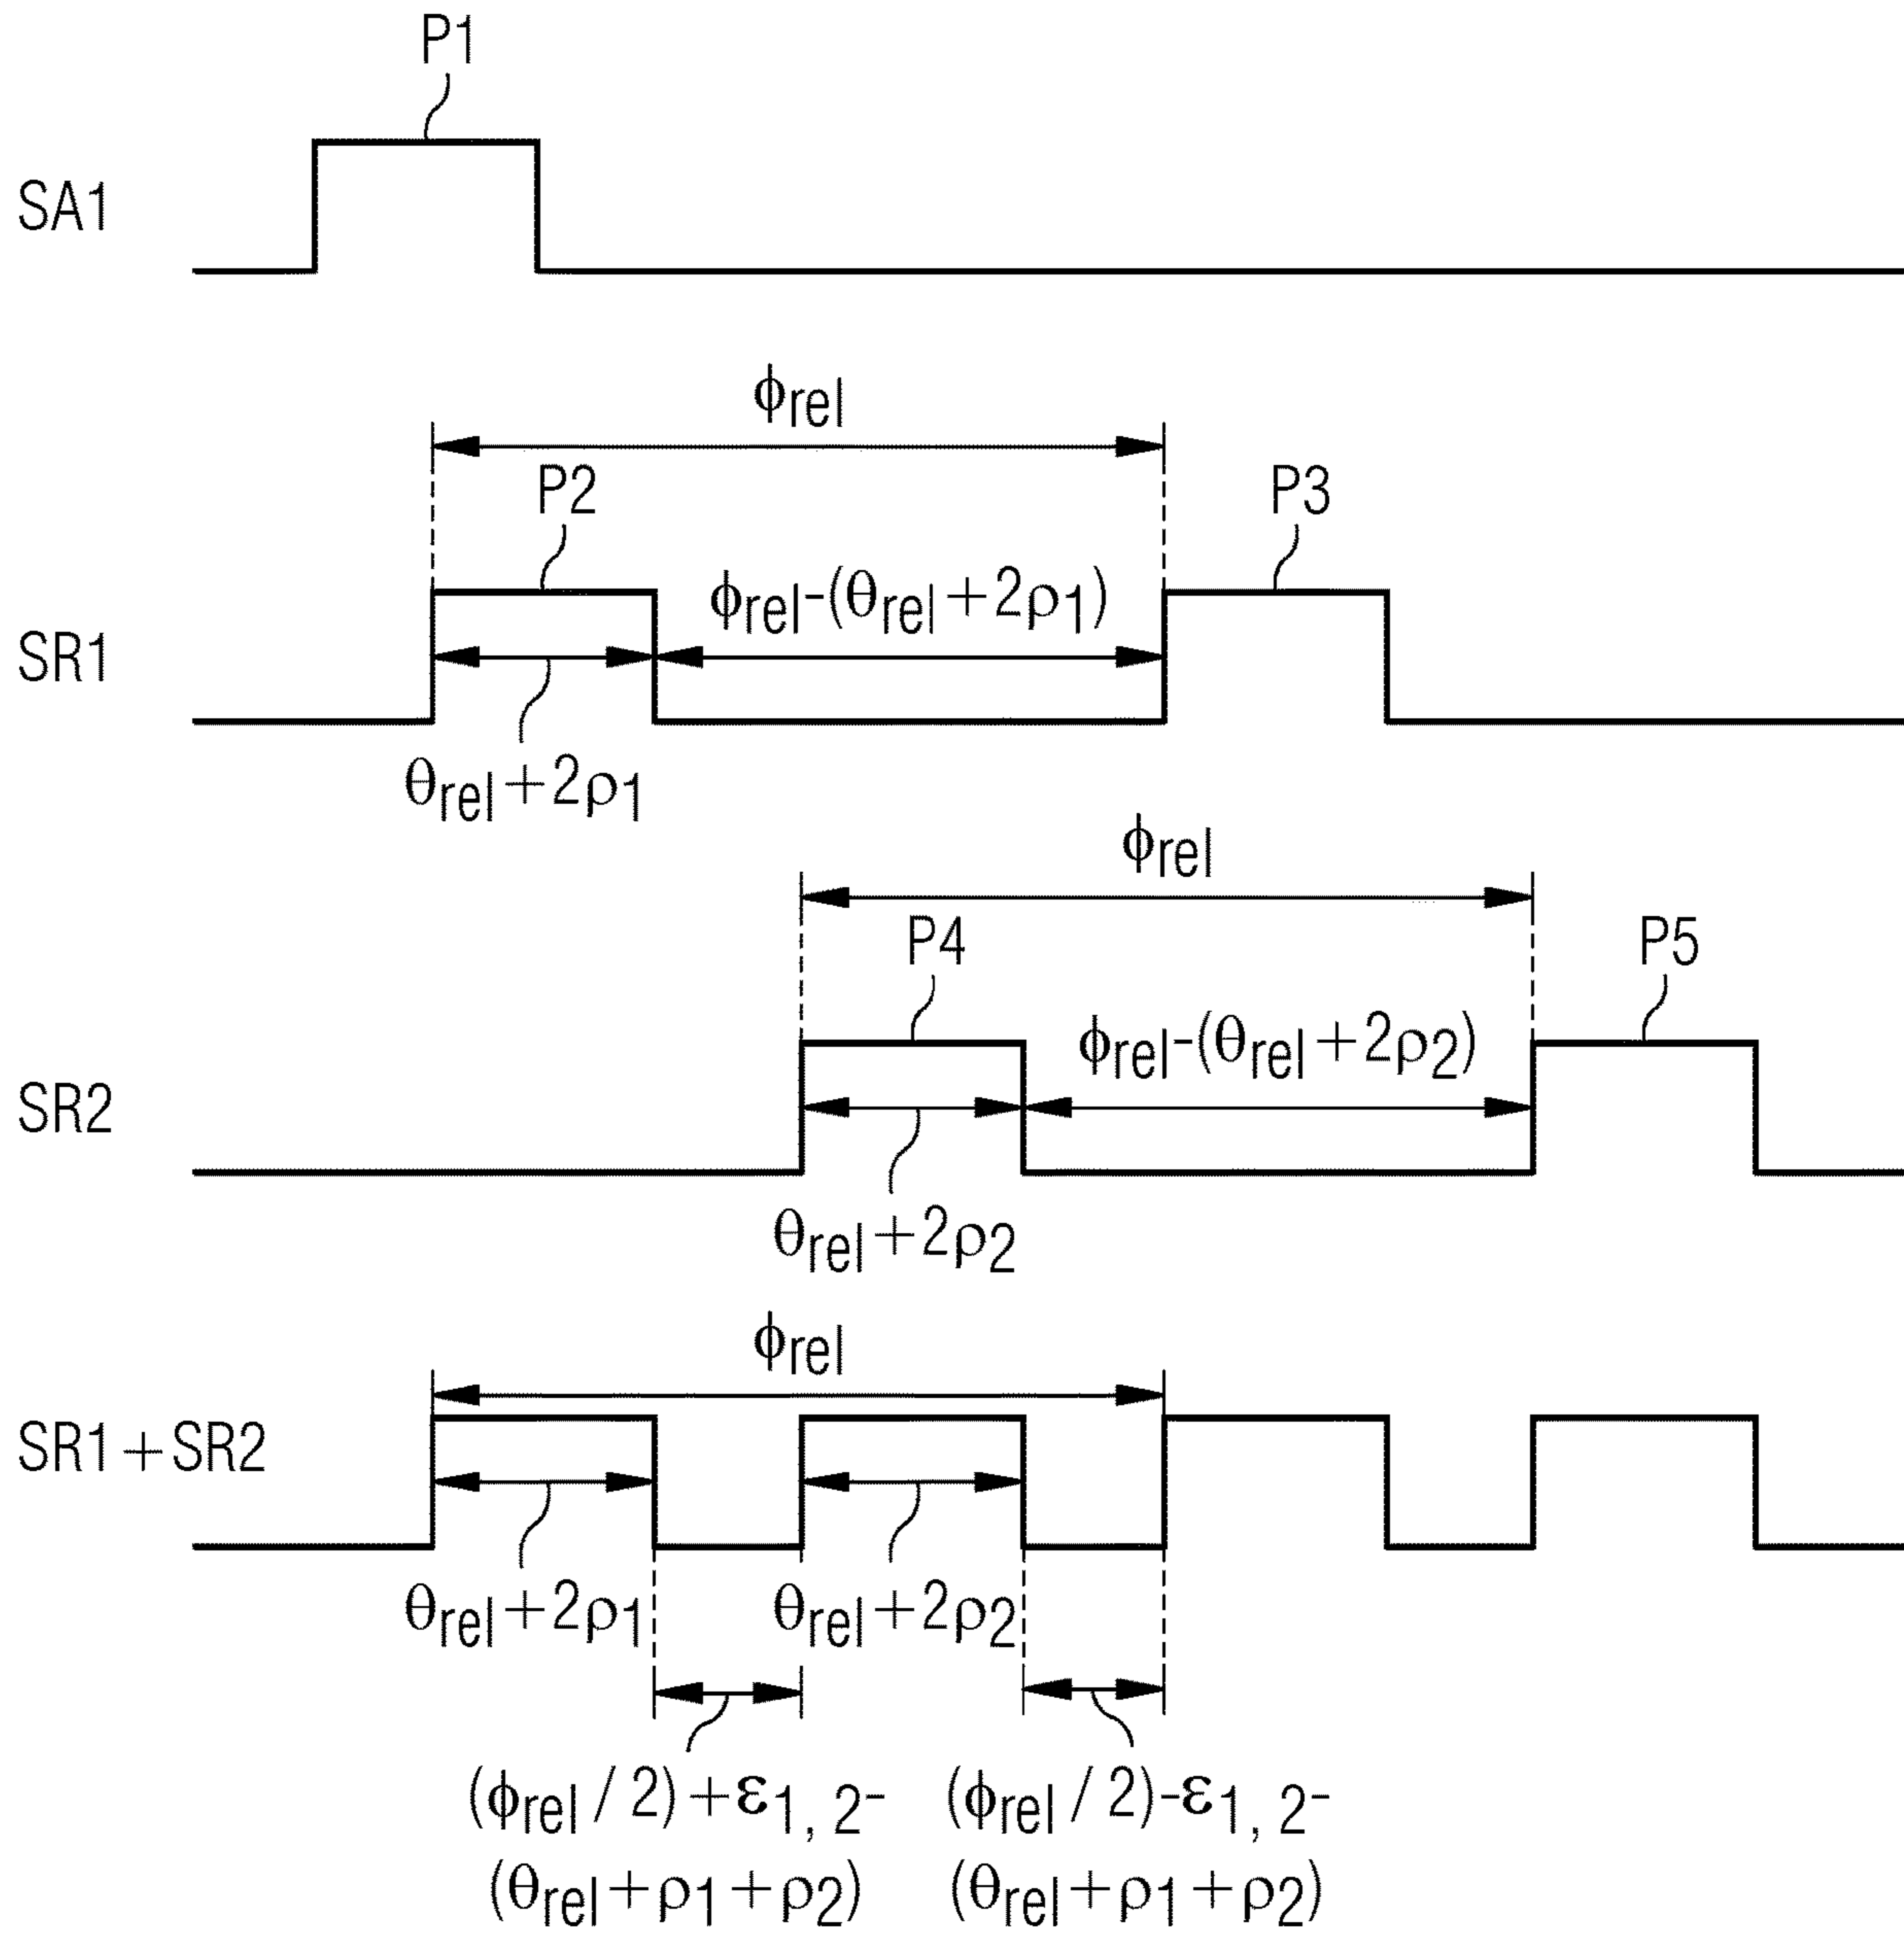 P1
SA1
ϕrel
P2
P3
ϕrel-(θrel+2ρ1)
SR1
θrel+2ρ1
ϕrel
P4
P5
ϕrel-(θrel+2ρ2)
SR2
θrel+2ρ2
ϕrel
SR1+SR2
θrel+2ρ1
θrel+2ρ2
(ϕrel/2)+ε1, 2-
(θrel+ρ1+ρ2)
(ϕrel/2)-ε1, 2-
(θrel+ρ1+ρ2)